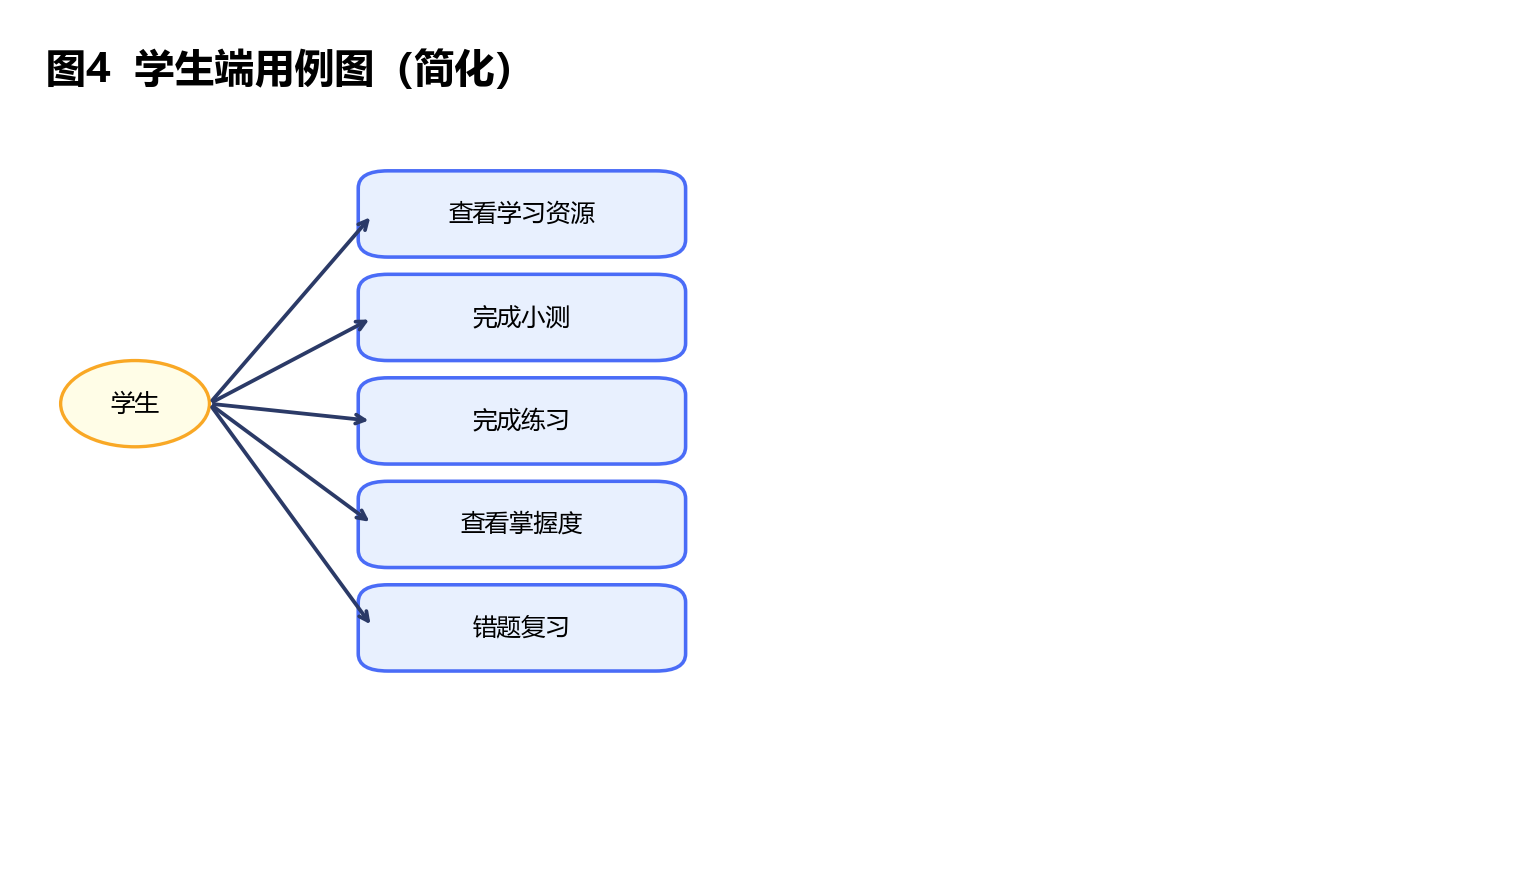 图4 学生端用例图（简化）
查看学习资源
完成小测
学生
完成练习
查看掌握度
错题复习